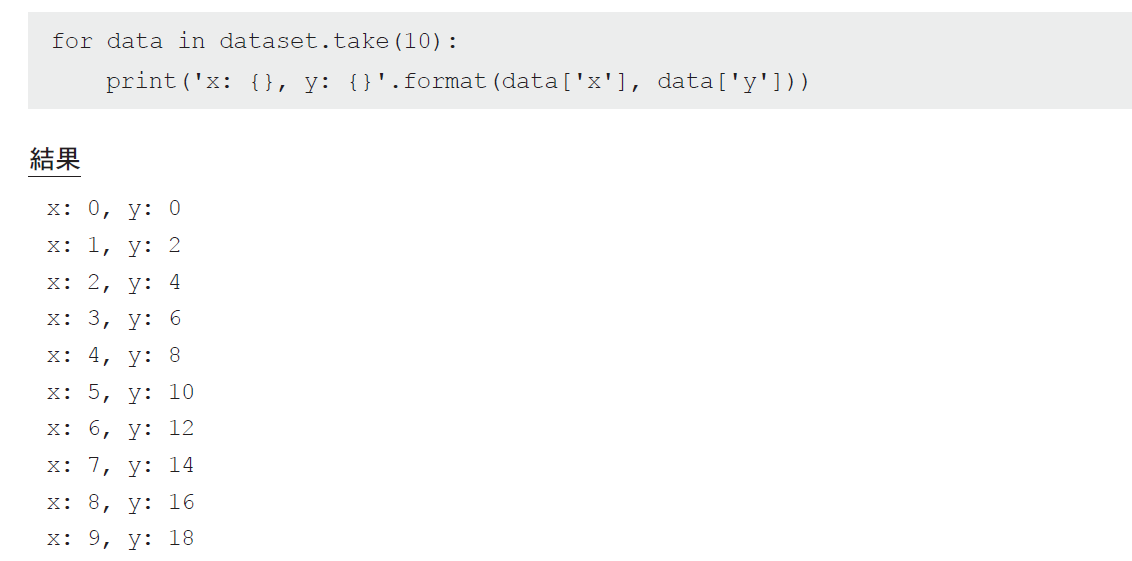 for data in dataset.take(10):
    print('x: {}, y: {}'.format(data['x'], data['y']))
結果
x: 0, y: 0
x: 1, y: 2
x: 2, y: 4
x: 3, y: 6
x: 4, y: 8
x: 5, y: 10
x: 6, y: 12
x: 7, y: 14
x: 8, y: 16
x: 9, y: 18